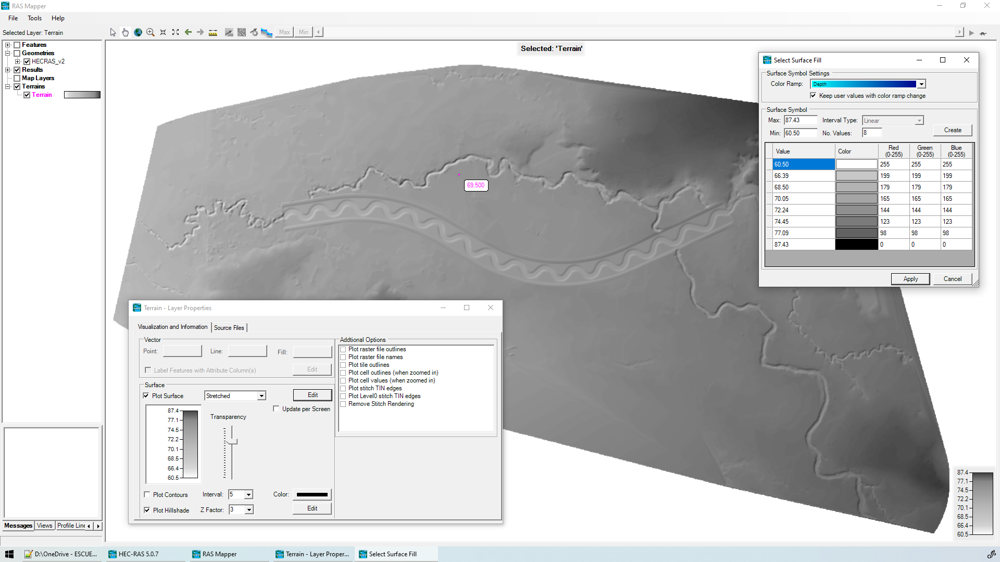 RAS Mapper
File Tools Help
Selected Layer: Terrain
Max Min
Features
Geometries
HECRAS_v2
Results
Map Layers
Terrains
Terrain
Selected: 'Terrain'
69.500
Select Surface Fill
Surface Symbol Settings
Color Ramp: Depth
Keep user values with color ramp change
Surface Symbol
Max: 87.43 Interval Type: Linear
Min: 60.50 No. Values: 8 Create
Value Color Red (0-255) Green (0-255) Blue (0-255)
60.50 255 255 255
66.39 199 199 199
68.50 179 179 179
70.05 165 165 165
72.24 144 144 144
74.45 123 123 123
77.09 98 98 98
87.43 0 0 0
Apply Cancel
Terrain - Layer Properties
Visualization and Information Source Files
Vector
Point: Line: Fill:
Label Features with Attribute Column(s) Edit
Surface
Plot Surface Stretched Edit
Update per Screen
87.4
77.1
74.5
72.2
70.1
68.5
66.4
60.5
Transparency
Plot Contours Interval: 5 Color:
Plot Hillshade Z Factor: 3 Edit
Addtional Options
Plot raster file outlines
Plot raster file names
Plot tile outlines
Plot cell outlines (when zoomed in)
Plot cell values (when zoomed in)
Plot stitch TIN edges
Plot Level0 stitch TIN edges
Remove Stitch Rendering
87.4
77.1
74.5
72.2
70.1
68.5
66.4
60.5
Messages Views Profile Line
D:\OneDrive - ESCUE... HEC-RAS 5.0.7 RAS Mapper Terrain - Layer Proper... Select Surface Fill